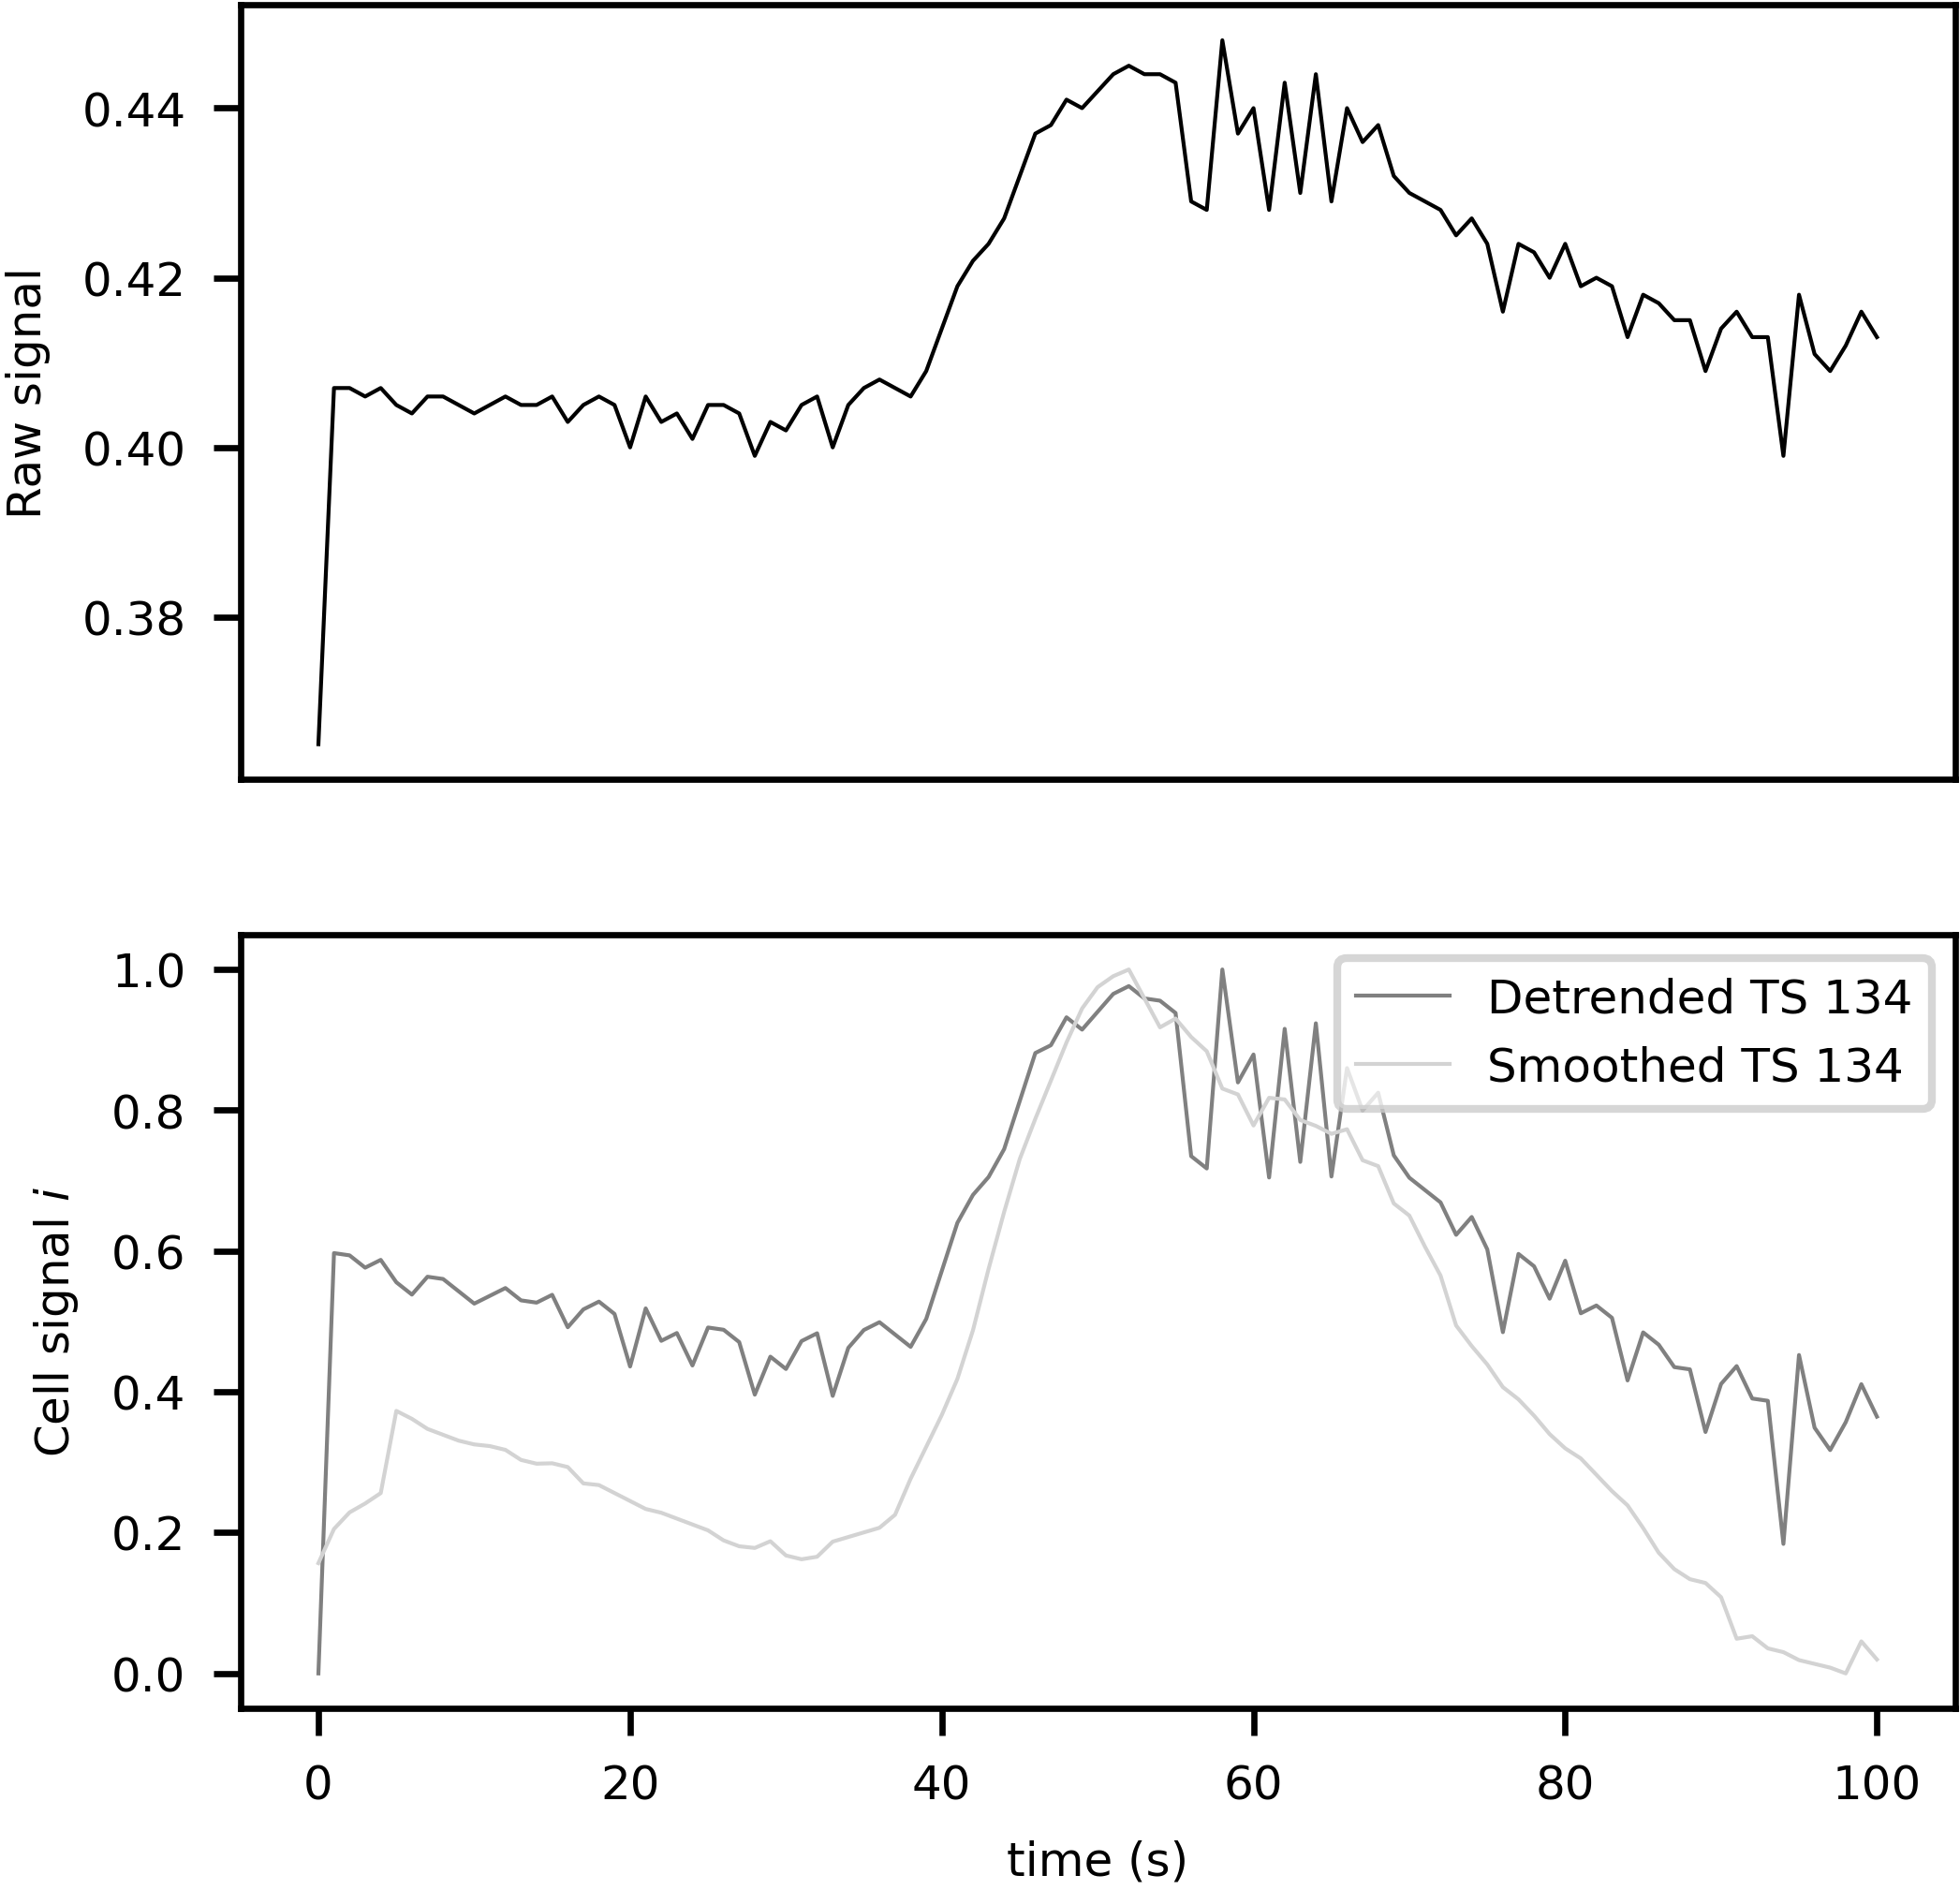 Raw signal
0.44
0.42
0.40
0.38
Cell signal i
1.0
0.8
0.6
0.4
0.2
0.0
Detrended TS 134
Smoothed TS 134
0 20 40 60 80 100
time (s)